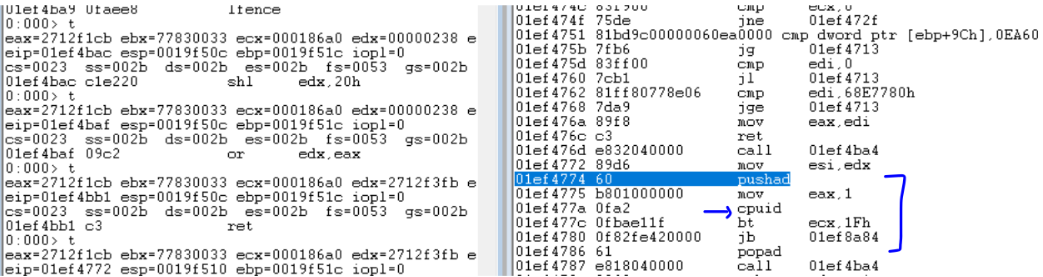 01ef4ba9 0faee8 lfence
0:000> t
eax=2712f1cb ebx=77830033 ecx=000186a0 edx=00000238 e
eip=01ef4bac esp=0019f50c ebp=0019f51c iopl=0
cs=0023 ss=002b ds=002b es=002b fs=0053 gs=002b
01ef4bac c1e220 shl edx,20h
0:000> t
eax=2712f1cb ebx=77830033 ecx=000186a0 edx=00000238 e
eip=01ef4baf esp=0019f50c ebp=0019f51c iopl=0
cs=0023 ss=002b ds=002b es=002b fs=0053 gs=002b
01ef4baf 09c2 or edx,eax
0:000> t
eax=2712f1cb ebx=77830033 ecx=000186a0 edx=2712f3fb e
eip=01ef4bb1 esp=0019f50c ebp=0019f51c iopl=0
cs=0023 ss=002b ds=002b es=002b fs=0053 gs=002b
01ef4bb1 c3 ret
0:000> t
eax=2712f1cb ebx=77830033 ecx=000186a0 edx=2712f3fb e
eip=01ef4772 esp=0019f510 ebp=0019f51c iopl=0
01ef474c 83f900 cmp ecx,0
01ef474f 75de jne 01ef472f
01ef4751 81bd9c00000060ea0000 cmp dword ptr [ebp+9Ch],0EA60
01ef475b 7fb6 jg 01ef4713
01ef475d 83ff00 cmp edi,0
01ef4760 7cb1 jl 01ef4713
01ef4762 81ff80778e06 cmp edi,68E7780h
01ef4768 7da9 jge 01ef4713
01ef476a 89f8 mov eax,edi
01ef476c c3 ret
01ef476d e832040000 call 01ef4ba4
01ef4772 89d6 mov esi,edx
01ef4774 60 pushad
01ef4775 b801000000 mov eax,1
01ef477a 0fa2 cpuid
01ef477c 0fbae11f bt ecx,1Fh
01ef4780 0f82fe420000 jb 01ef8a84
01ef4786 61 popad
01ef4787 e818040000 call 01ef4ba4